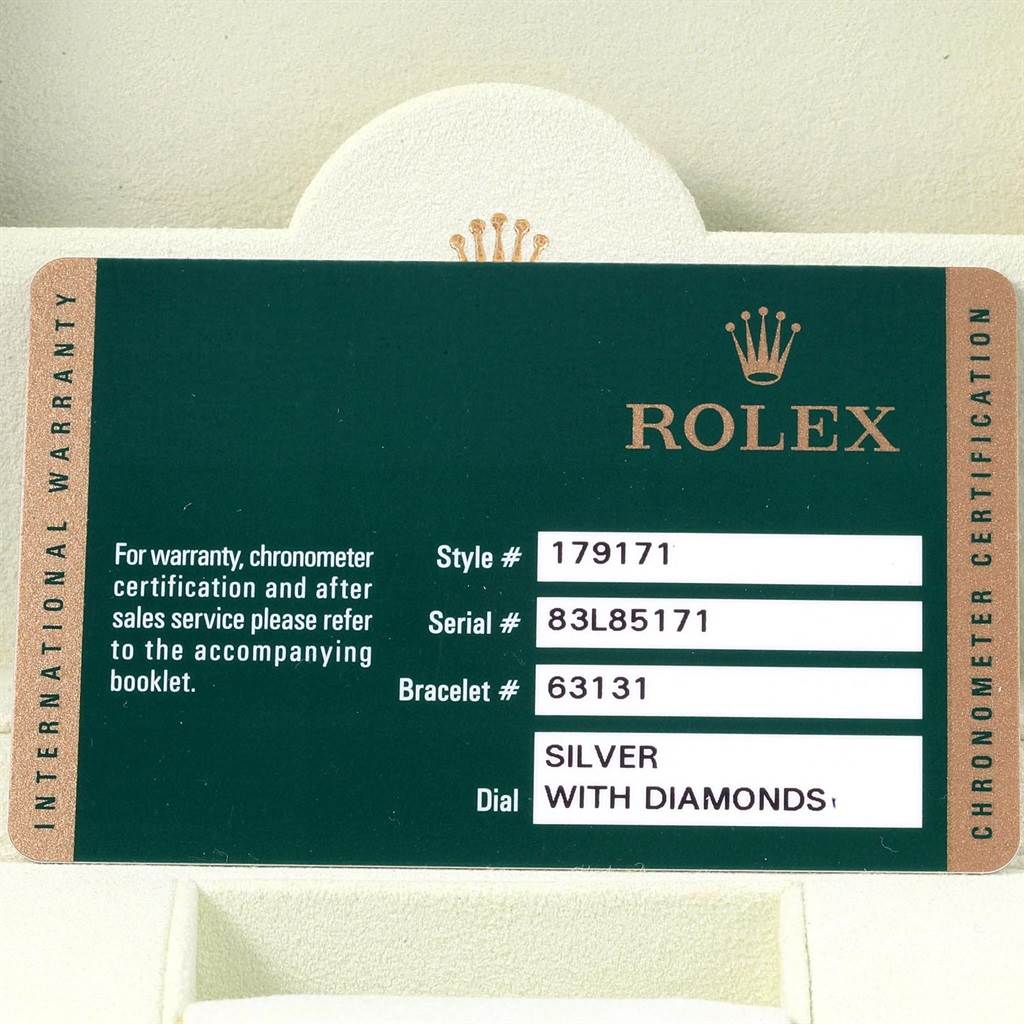 INTERNATIONAL WARRANTY
ROLEX
For warranty, chronometer
certification and after
sales service please refer
to the accompanying
booklet.
Style # 179171
Serial # 83L85171
Bracelet # 63131
SILVER
Dial WITH DIAMONDS
CHRONOMETER CERTIFICATION